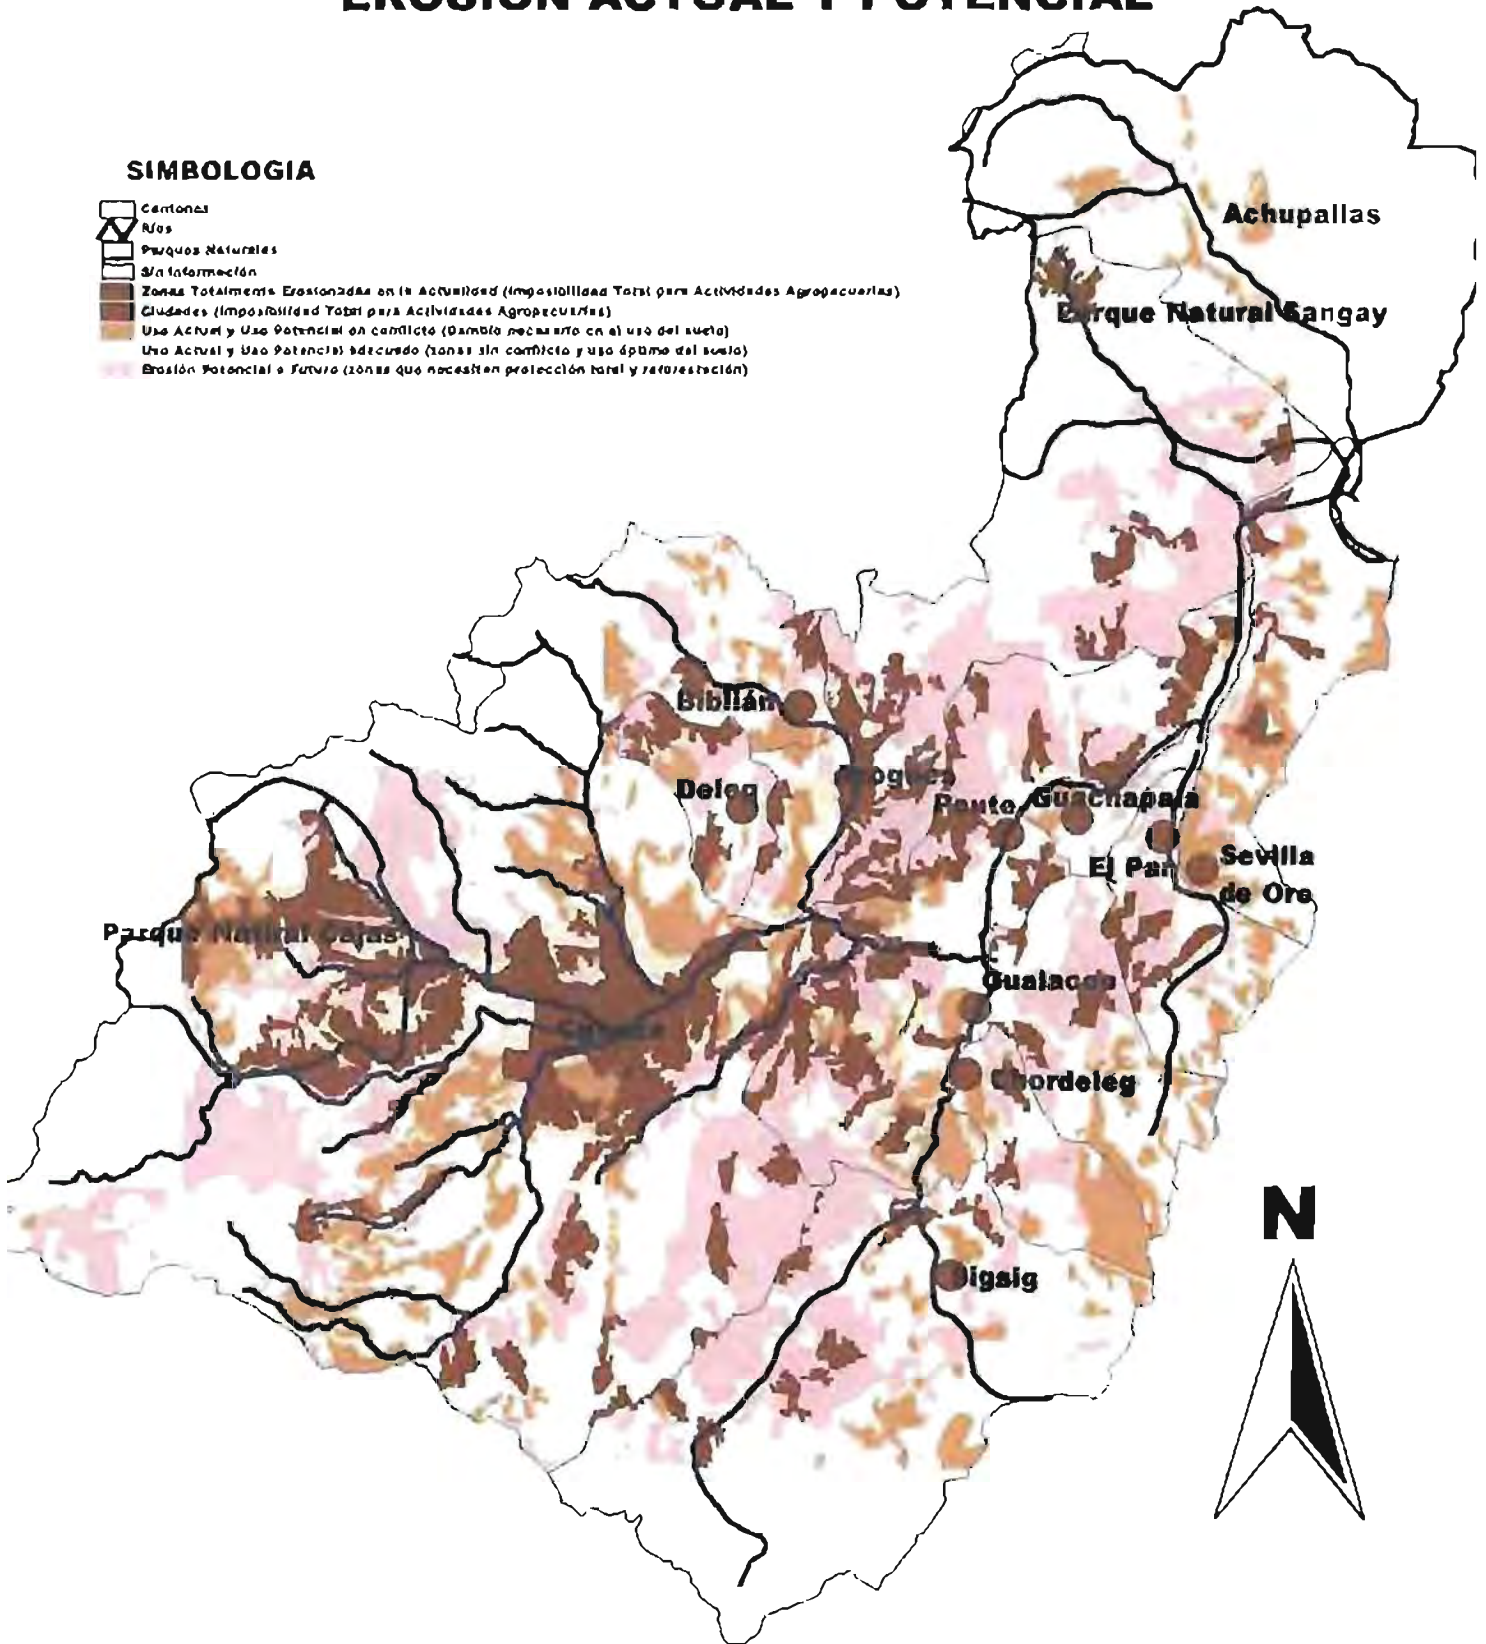 EROSION ACTUAL Y POTENCIAL
SIMBOLOGIA
Cantones
Ríos
Parques Naturales
Sin Información
Zonas Totalmente Erosionadas en la Actualidad (Imposibilidad Total para Actividades Agropecuarias)
Ciudades (Imposibilidad Total para Actividades Agropecuarias)
Uso Actual y Uso Potencial en conflicto (Cambio necesario en el uso del suelo)
Uso Actual y Uso Potencial adecuado (zonas sin conflicto y uso óptimo del suelo)
Erosión Potencial a Futuro (zonas que necesiten protección total y reforestación)
Achupallas
Parque Natural Sangay
Biblián
Deleg
Azogues
Paute
Guachapala
El Pan
Sevilla
de Oro
Parque Natural Cajas
Gualaceo
Cuenca
Chordeleg
N
Sigsig